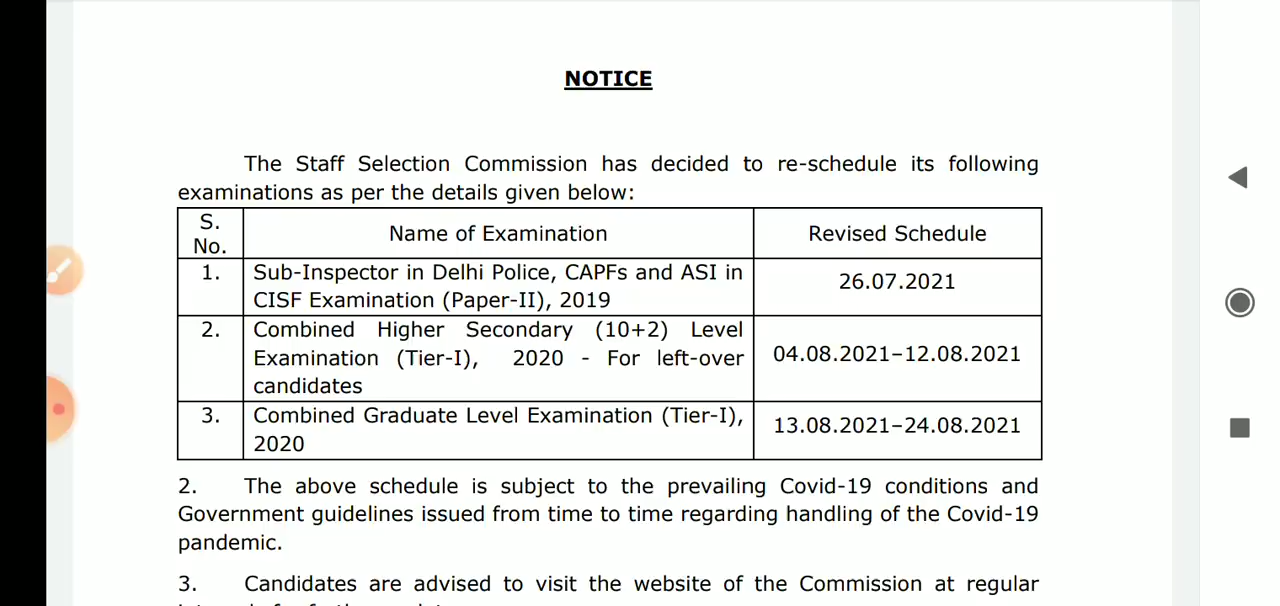 NOTICE
The Staff Selection Commission has decided to re-schedule its following
examinations as per the details given below:
S. No. Name of Examination Revised Schedule
1. Sub-Inspector in Delhi Police, CAPFs and ASI in
CISF Examination (Paper-II), 2019 26.07.2021
2. Combined Higher Secondary (10+2) Level
Examination (Tier-I), 2020 - For left-over
candidates 04.08.2021–12.08.2021
3. Combined Graduate Level Examination (Tier-I),
2020 13.08.2021–24.08.2021
2. The above schedule is subject to the prevailing Covid-19 conditions and
Government guidelines issued from time to time regarding handling of the Covid-19
pandemic.
3. Candidates are advised to visit the website of the Commission at regular